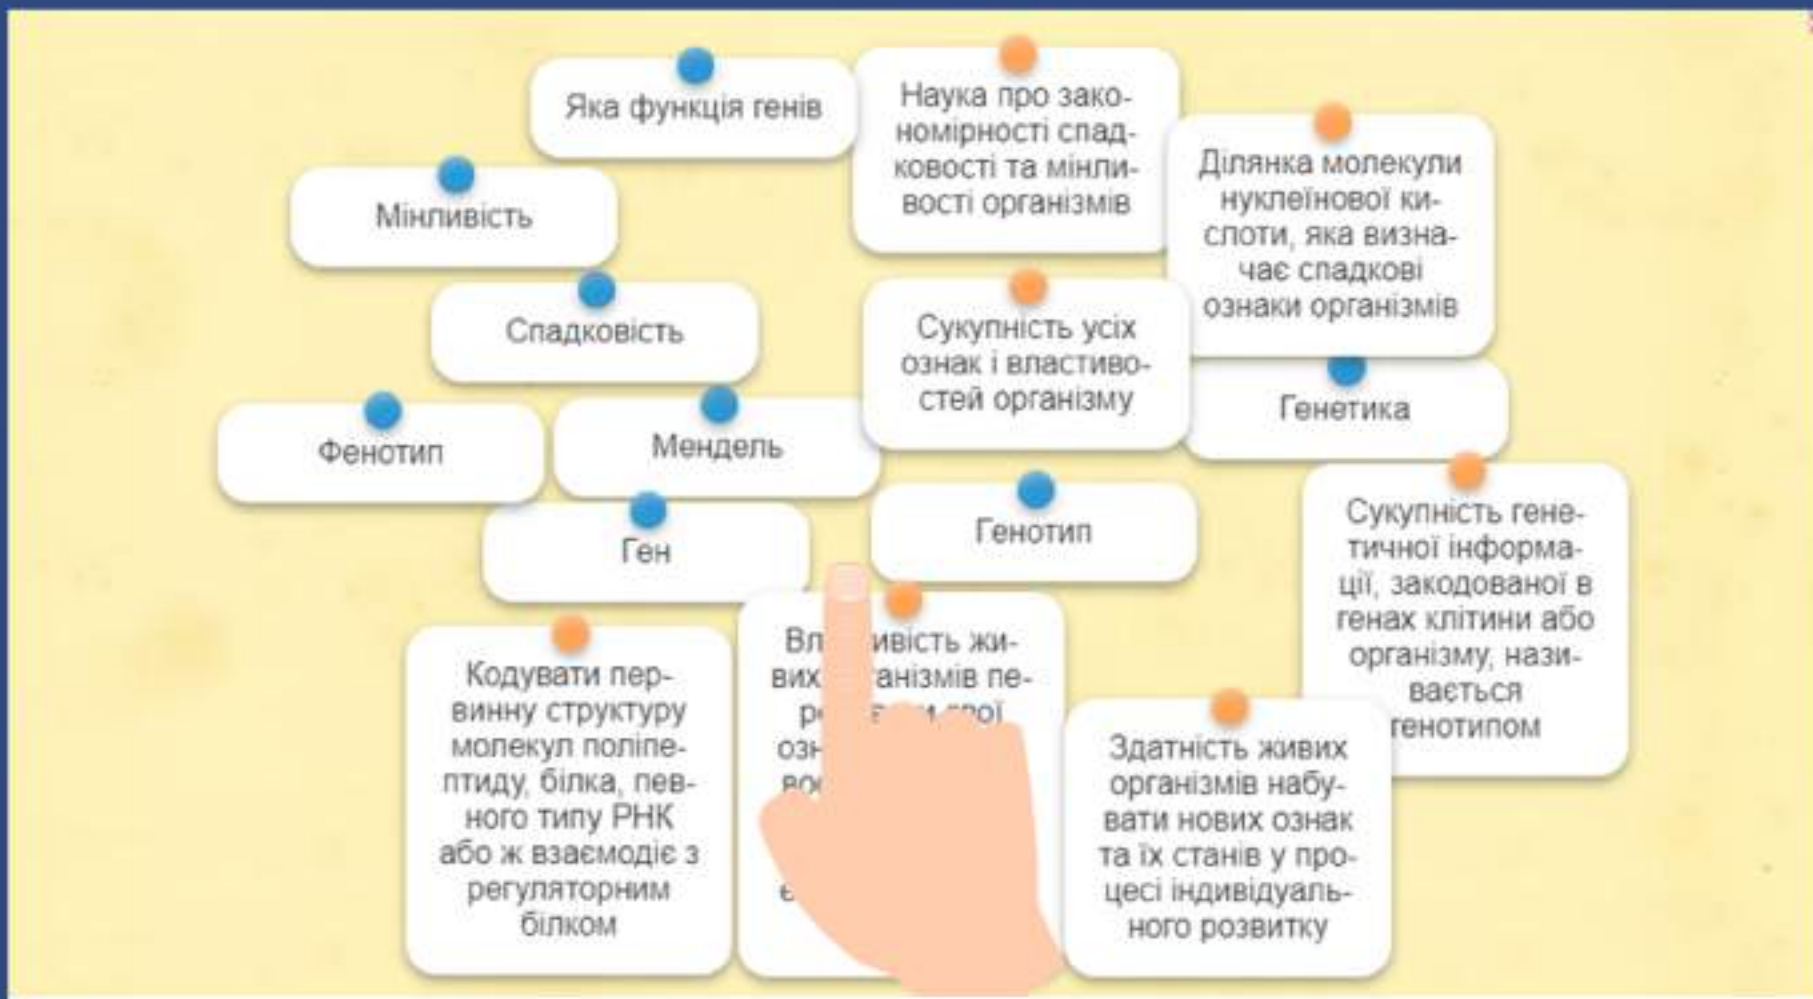 Яка функція генів
Наука про зако-
номірності спад-
ковості та мінли-
вості організмів
Ділянка молекули
нуклеїнової ки-
слоти, яка визна-
чає спадкові
ознаки організмів
Мінливість
Спадковість
Сукупність усіх
ознак і властиво-
стей організму
Генетика
Фенотип
Мендель
Ген
Генотип
Сукупність гене-
тичної інформа-
ції, закодованої в
генах клітини або
організму, нази-
вається
генотипом
Кодувати пер-
винну структуру
молекул поліпе-
птиду, білка, пев-
ного типу РНК
або ж взаємодіє з
регуляторним
білком
жи-
пе-
свої
Здатність живих
організмів набу-
вати нових ознак
та їх станів у про-
цесі індивідуаль-
ного розвитку